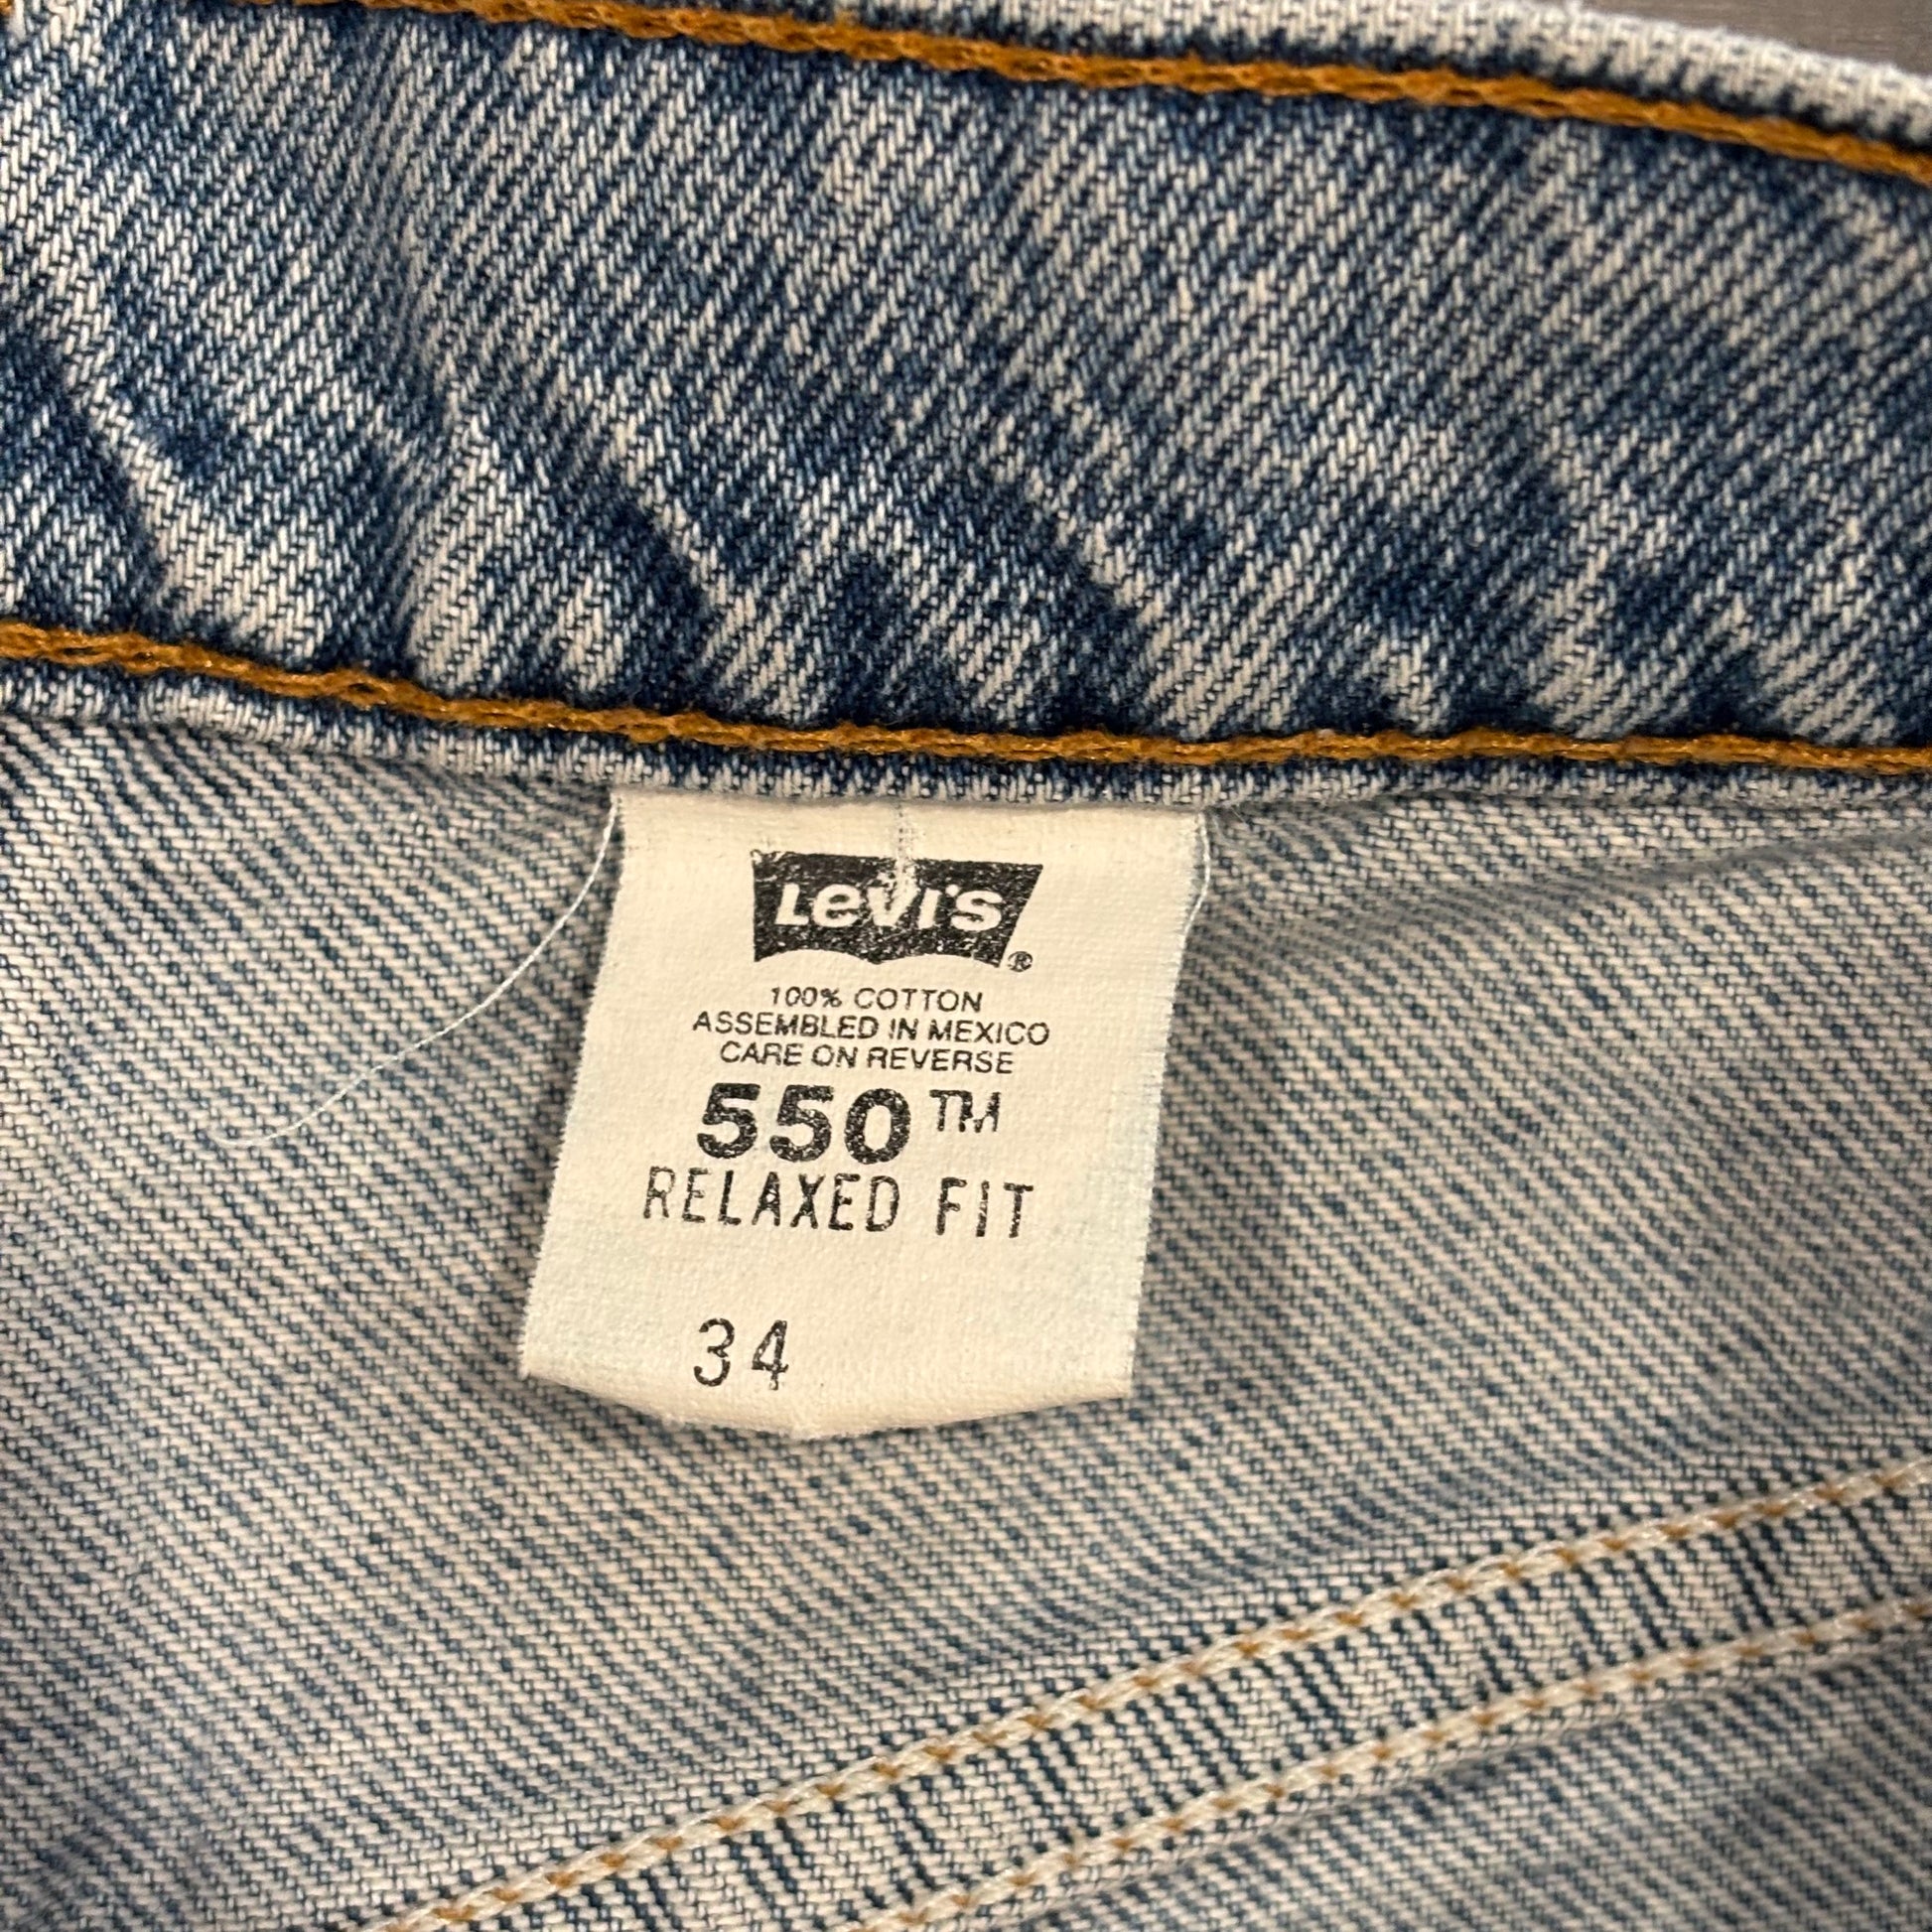 Levi's®
100% COTTON
ASSEMBLED IN MEXICO
CARE ON REVERSE
550™
RELAXED FIT
34